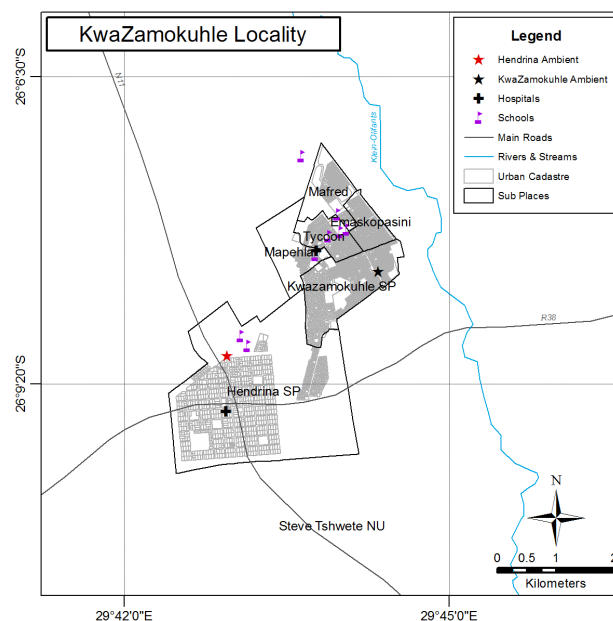 KwaZamokuhle Locality
Legend
Hendrina Ambient
KwaZamokuhle Ambient
Hospitals
Schools
Main Roads
Rivers & Streams
Urban Cadastre
Sub Places
26°6'30"S
N11
Klein-Olifants
Mafred
Emaskopasini
Tycoon
Mapehla
Kwazamokuhle SP
R38
26°9'20"S
Hendrina SP
Steve Tshwete NU
N
0 0.5 1 2
Kilometers
29°42'0"E
29°45'0"E